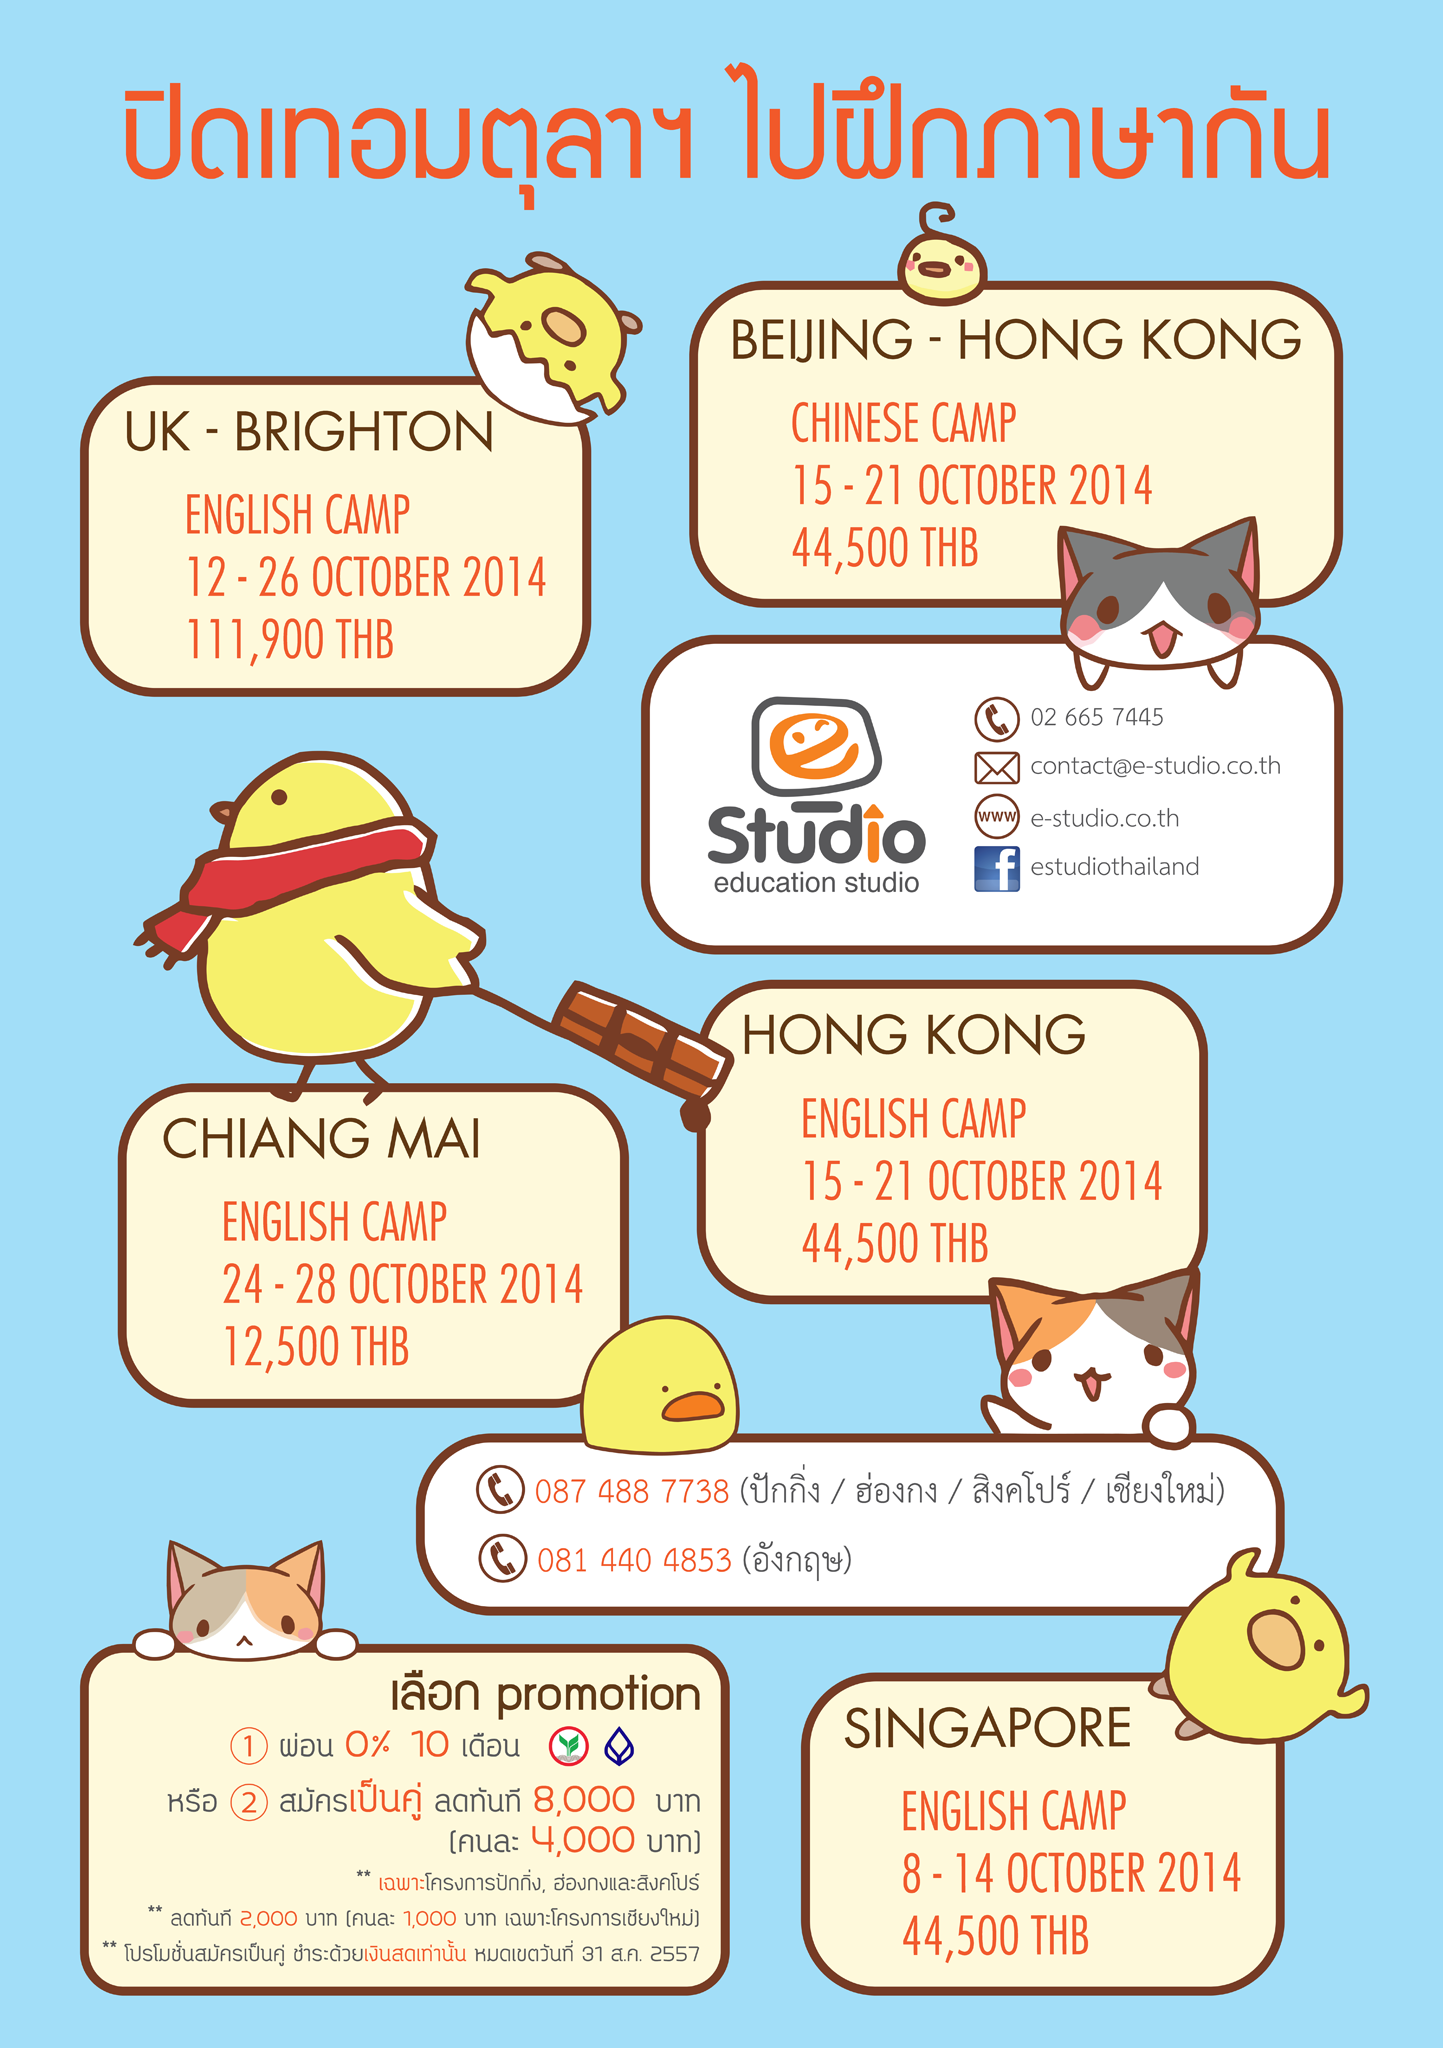 ปิดเทอมตุลาฯ ไปฝึกภาษากัน
UK - BRIGHTON
ENGLISH CAMP
12 - 26 OCTOBER 2014
111,900 THB
BEIJING - HONG KONG
CHINESE CAMP
15 - 21 OCTOBER 2014
44,500 THB
e
Studio
education studio
02 665 7445
contact@e-studio.co.th
www e-studio.co.th
f estudiothailand
HONG KONG
ENGLISH CAMP
15 - 21 OCTOBER 2014
44,500 THB
CHIANG MAI
ENGLISH CAMP
24 - 28 OCTOBER 2014
12,500 THB
087 488 7738 (ปักกิ่ง / ฮ่องกง / สิงคโปร์ / เชียงใหม่)
081 440 4853 (อังกฤษ)
เลือก promotion
1 ผ่อน 0% 10 เดือน
หรือ 2 สมัครเป็นคู่ ลดทันที 8,000 บาท
(คนละ 4,000 บาท)
** เฉพาะโครงการปักกิ่ง, ฮ่องกงและสิงคโปร์
** ลดทันที 2,000 บาท (คนละ 1,000 บาท เฉพาะโครงการเชียงใหม่)
** โปรโมชั่นสมัครเป็นคู่ ชำระด้วยเงินสดเท่านั้น หมดเขตวันที่ 31 ส.ค. 2557
SINGAPORE
ENGLISH CAMP
8 - 14 OCTOBER 2014
44,500 THB